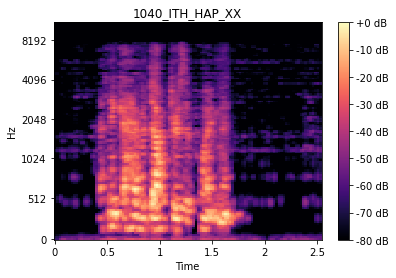 1040_ITH_HAP_XX
Hz
8192
4096
2048
1024
512
0
0
0.5
1
1.5
2
2.5
Time
+0 dB
-10 dB
-20 dB
-30 dB
-40 dB
-50 dB
-60 dB
-70 dB
-80 dB